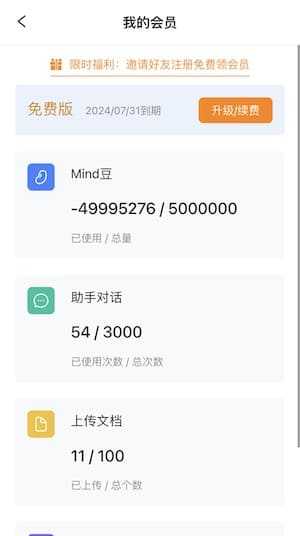 我的会员
限时福利：邀请好友注册免费领会员
免费版 2024/07/31到期 升级/续费
Mind豆
-49995276 / 5000000
已使用 / 总量
助手对话
54 / 3000
已使用次数 / 总次数
上传文档
11 / 100
已上传 / 总个数